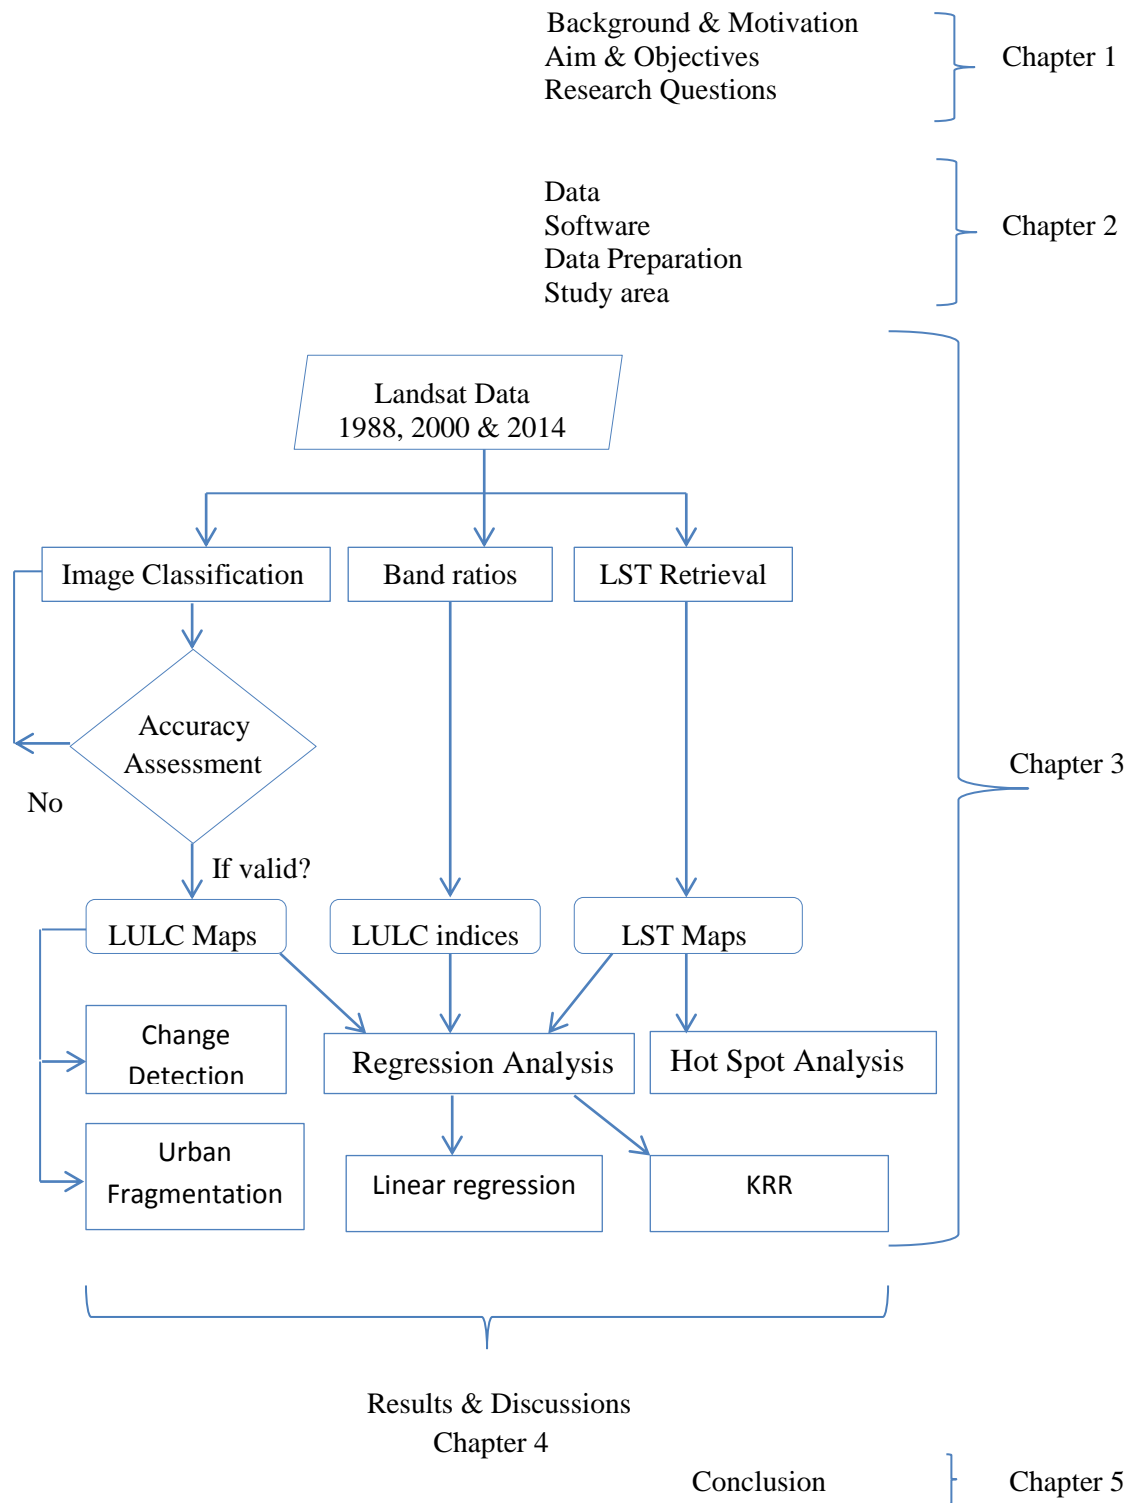 Background & Motivation
Aim & Objectives
Research Questions
Chapter 1
Data
Software
Data Preparation
Study area
Chapter 2
Landsat Data
1988, 2000 & 2014
Image Classification
Band ratios
LST Retrieval
Accuracy
Assessment
No
If valid?
Chapter 3
LULC Maps
LULC indices
LST Maps
Change
Detection
Regression Analysis
Hot Spot Analysis
Urban
Fragmentation
Linear regression
KRR
Results & Discussions
Chapter 4
Conclusion
Chapter 5